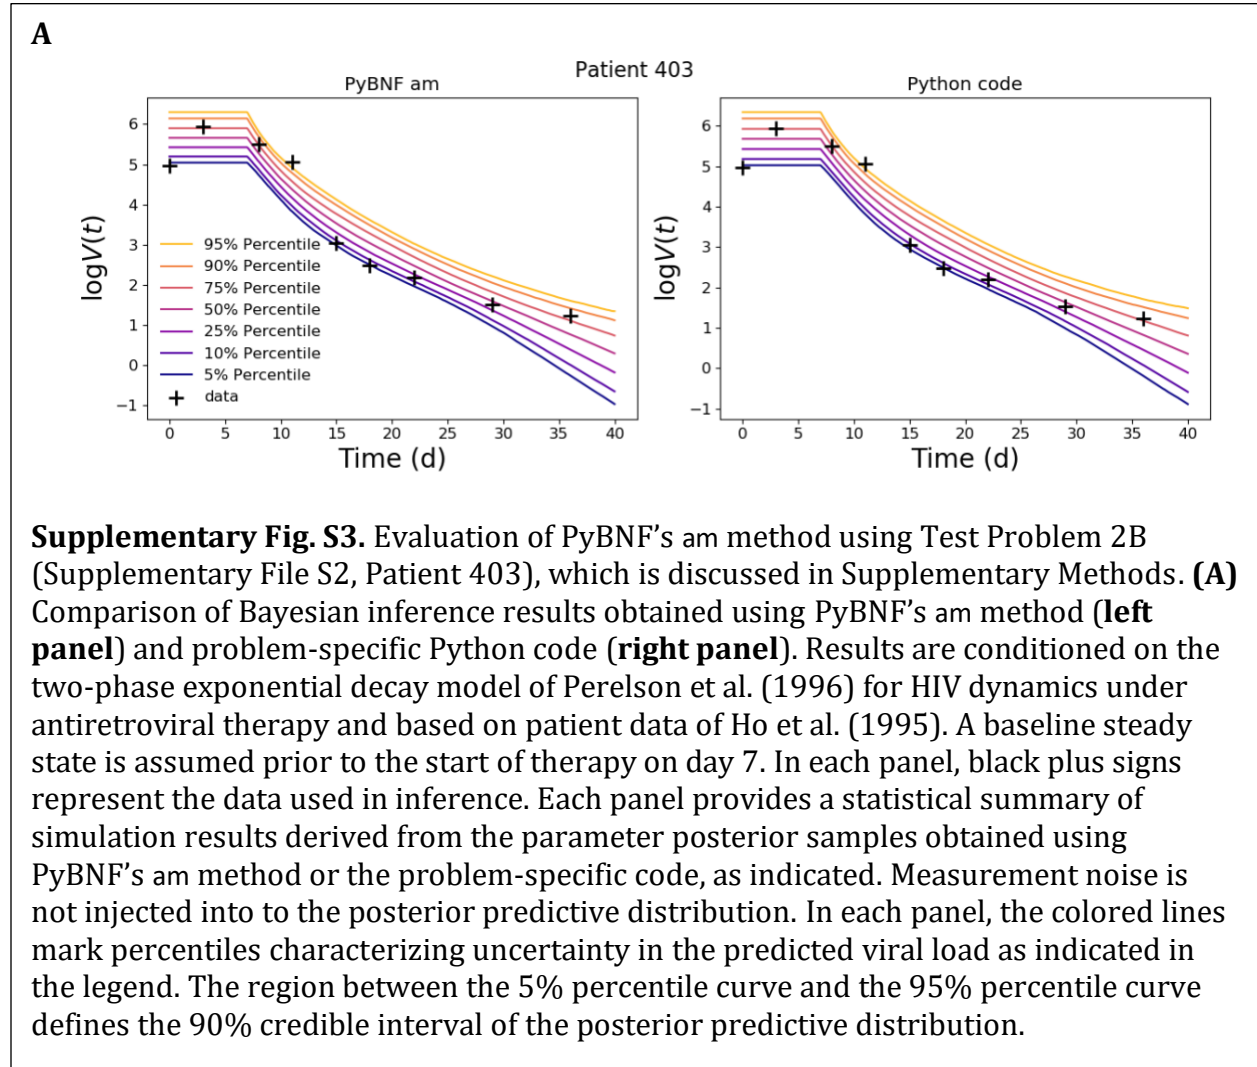 A
Patient 403
PyBNF am
Python code
6
5
4
3
2
1
0
−1
logV(t)
95% Percentile
90% Percentile
75% Percentile
50% Percentile
25% Percentile
10% Percentile
5% Percentile
data
0 5 10 15 20 25 30 35 40
Time (d)
6
5
4
3
2
1
0
−1
logV(t)
0 5 10 15 20 25 30 35 40
Time (d)
Supplementary Fig. S3. Evaluation of PyBNF’s am method using Test Problem 2B
(Supplementary File S2, Patient 403), which is discussed in Supplementary Methods. (A)
Comparison of Bayesian inference results obtained using PyBNF’s am method (left
panel) and problem-specific Python code (right panel). Results are conditioned on the
two-phase exponential decay model of Perelson et al. (1996) for HIV dynamics under
antiretroviral therapy and based on patient data of Ho et al. (1995). A baseline steady
state is assumed prior to the start of therapy on day 7. In each panel, black plus signs
represent the data used in inference. Each panel provides a statistical summary of
simulation results derived from the parameter posterior samples obtained using
PyBNF’s am method or the problem-specific code, as indicated. Measurement noise is
not injected into to the posterior predictive distribution. In each panel, the colored lines
mark percentiles characterizing uncertainty in the predicted viral load as indicated in
the legend. The region between the 5% percentile curve and the 95% percentile curve
defines the 90% credible interval of the posterior predictive distribution.